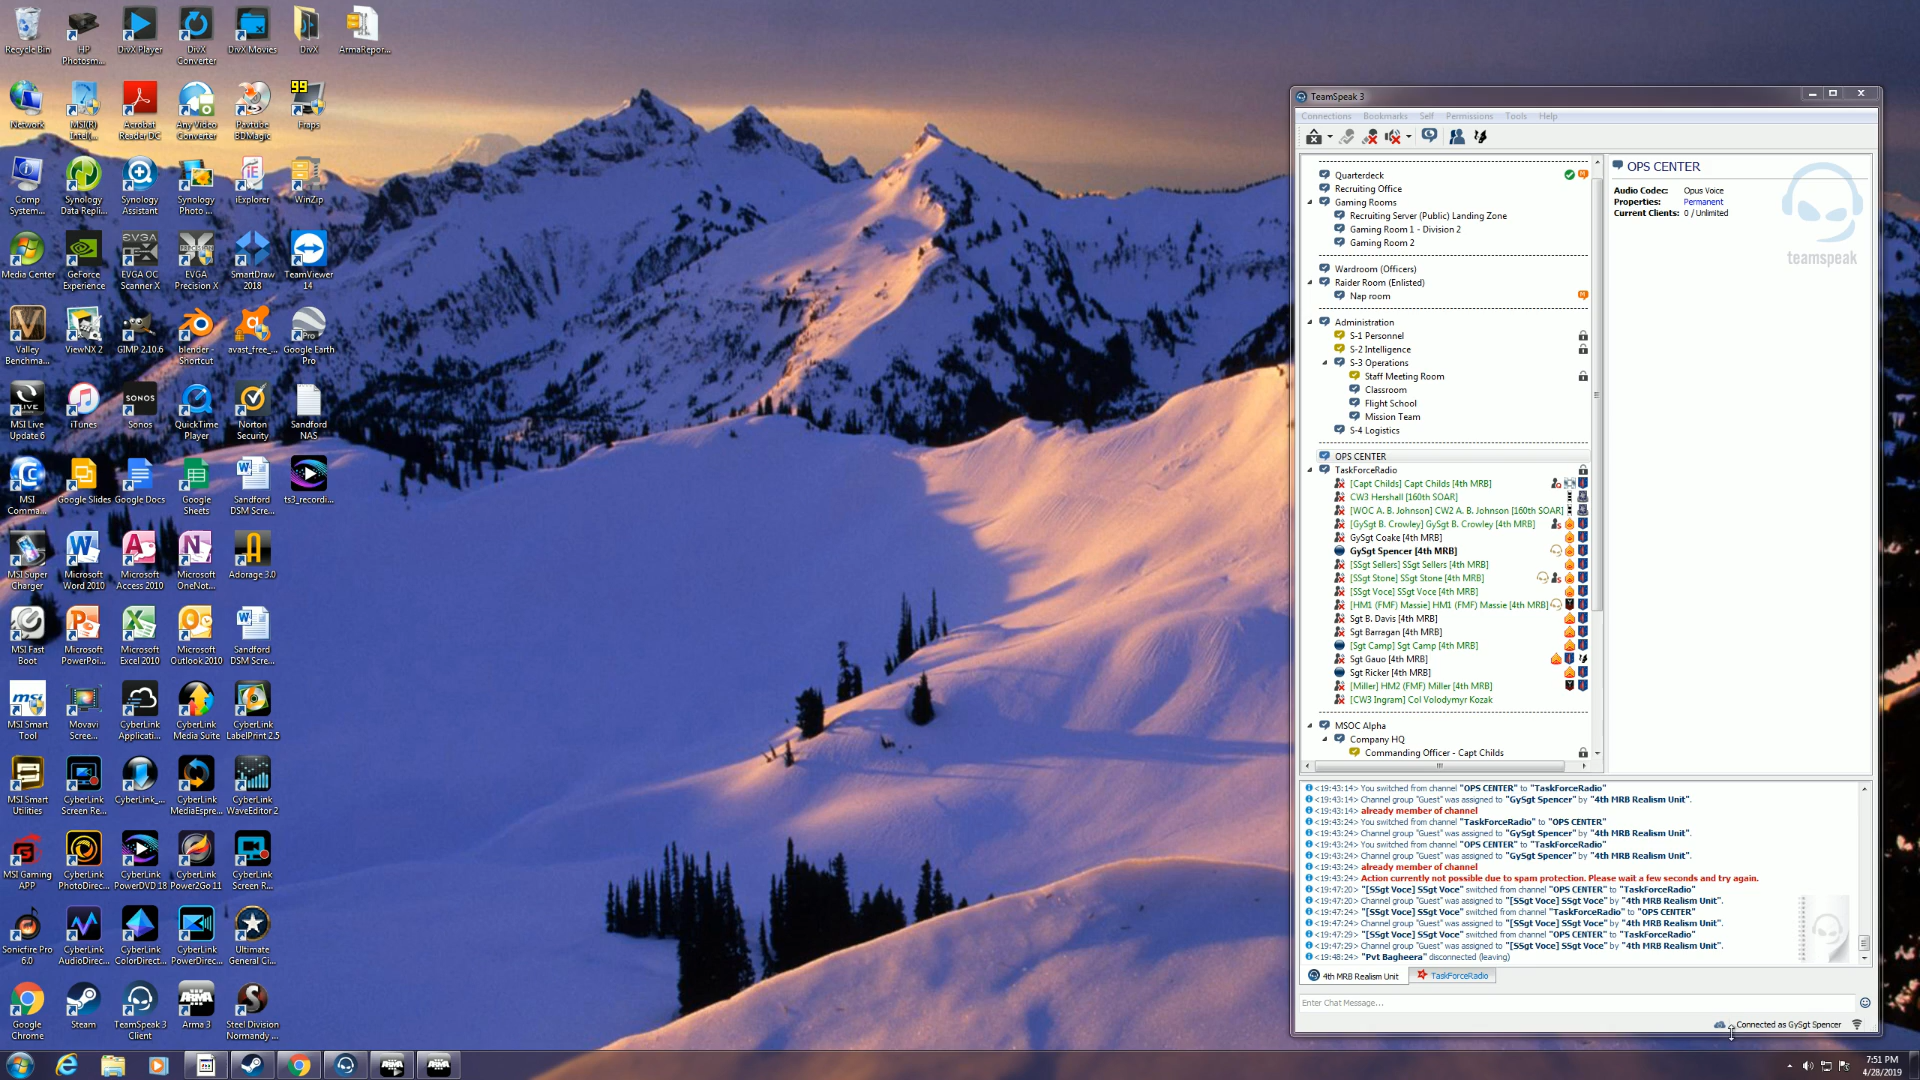 Recycle Bin
HP Photosm...
DivX Player
DivX Converter
DivX Movies
DivX
ArmaRepor...
Network
MSI(R) Intel(...
Acrobat Reader DC
Any Video Converter
Pavtube BDMagic
99
Fraps
Comp System...
Synology Data Repli...
Synology Assistant
Synology Photo ...
iExplorer
WinZip
Media Center
GeForce Experience
EVGA OC Scanner X
EVGA Precision X
SmartDraw 2018
TeamViewer 14
Valley Benchma...
ViewNX 2
GIMP 2.10.6
blender - Shortcut
avast_free_...
Google Earth Pro
MSI Live Update 6
iTunes
SONOS
Sonos
QuickTime Player
Norton Security
Sandford NAS
MSI Comma...
Google Slides
Google Docs
Google Sheets
Sandford DSM Scre...
ts3_recordi...
MSI Super Charger
Microsoft Word 2010
Microsoft Access 2010
Microsoft OneNot...
Adorage 3.0
MSI Fast Boot
Microsoft PowerPoi...
Microsoft Excel 2010
Microsoft Outlook 2010
Sandford DSM Scre...
MSI Smart Tool
Movavi Scree...
CyberLink Applicati...
CyberLink Media Suite
CyberLink LabelPrint 2.5
MSI Smart Utilities
CyberLink Screen Re...
CyberLink_...
CyberLink MediaEspre...
CyberLink WaveEditor 2
MSI Gaming APP
CyberLink PhotoDirec...
CyberLink PowerDVD 18
CyberLink Power2Go 11
CyberLink Screen R...
Sonicfire Pro 6.0
CyberLink AudioDirec...
CyberLink ColorDirect...
CyberLink PowerDirec...
Ultimate General Ci...
Google Chrome
Steam
TeamSpeak 3 Client
Arma 3
Steel Division Normandy ...
TeamSpeak 3
Connections Bookmarks Self Permissions Tools Help
Quarterdeck
Recruiting Office
Gaming Rooms
Recruiting Server (Public) Landing Zone
Gaming Room 1 - Division 2
Gaming Room 2
Wardroom (Officers)
Raider Room (Enlisted)
Nap room
Administration
S-1 Personnel
S-2 Intelligence
S-3 Operations
Staff Meeting Room
Classroom
Flight School
Mission Team
S-4 Logistics
OPS CENTER
TaskForceRadio
[Capt Childs] Capt Childs [4th MRB]
CW3 Hershall [160th SOAR]
[WOC A. B. Johnson] CW2 A. B. Johnson [160th SOAR]
[GySgt B. Crowley] GySgt B. Crowley [4th MRB]
GySgt Coake [4th MRB]
GySgt Spencer [4th MRB]
[SSgt Sellers] SSgt Sellers [4th MRB]
[SSgt Stone] SSgt Stone [4th MRB]
[SSgt Voce] SSgt Voce [4th MRB]
[HM1 (FMF) Massie] HM1 (FMF) Massie [4th MRB]
Sgt B. Davis [4th MRB]
Sgt Barragan [4th MRB]
[Sgt Camp] Sgt Camp [4th MRB]
Sgt Gauo [4th MRB]
Sgt Ricker [4th MRB]
[Miller] HM2 (FMF) Miller [4th MRB]
[CW3 Ingram] Col Volodymyr Kozak
MSOC Alpha
Company HQ
Commanding Officer - Capt Childs
OPS CENTER
Audio Codec: Opus Voice
Properties: Permanent
Current Clients: 0 / Unlimited
teamspeak
<19:43:14> You switched from channel "OPS CENTER" to "TaskForceRadio"
<19:43:14> Channel group "Guest" was assigned to "GySgt Spencer" by "4th MRB Realism Unit".
<19:43:14> already member of channel
<19:43:24> You switched from channel "TaskForceRadio" to "OPS CENTER"
<19:43:24> Channel group "Guest" was assigned to "GySgt Spencer" by "4th MRB Realism Unit".
<19:43:24> You switched from channel "OPS CENTER" to "TaskForceRadio"
<19:43:24> Channel group "Guest" was assigned to "GySgt Spencer" by "4th MRB Realism Unit".
<19:43:24> already member of channel
<19:43:24> Action currently not possible due to spam protection. Please wait a few seconds and try again.
<19:47:20> "[SSgt Voce] SSgt Voce" switched from channel "OPS CENTER" to "TaskForceRadio"
<19:47:20> Channel group "Guest" was assigned to "[SSgt Voce] SSgt Voce" by "4th MRB Realism Unit".
<19:47:24> "[SSgt Voce] SSgt Voce" switched from channel "TaskForceRadio" to "OPS CENTER"
<19:47:24> Channel group "Guest" was assigned to "[SSgt Voce] SSgt Voce" by "4th MRB Realism Unit".
<19:47:29> "[SSgt Voce] SSgt Voce" switched from channel "OPS CENTER" to "TaskForceRadio"
<19:47:29> Channel group "Guest" was assigned to "[SSgt Voce] SSgt Voce" by "4th MRB Realism Unit".
<19:48:24> "Pvt Bagheera" disconnected (leaving)
4th MRB Realism Unit
TaskForceRadio
Enter Chat Message...
Connected as GySgt Spencer
7:51 PM
4/28/2019